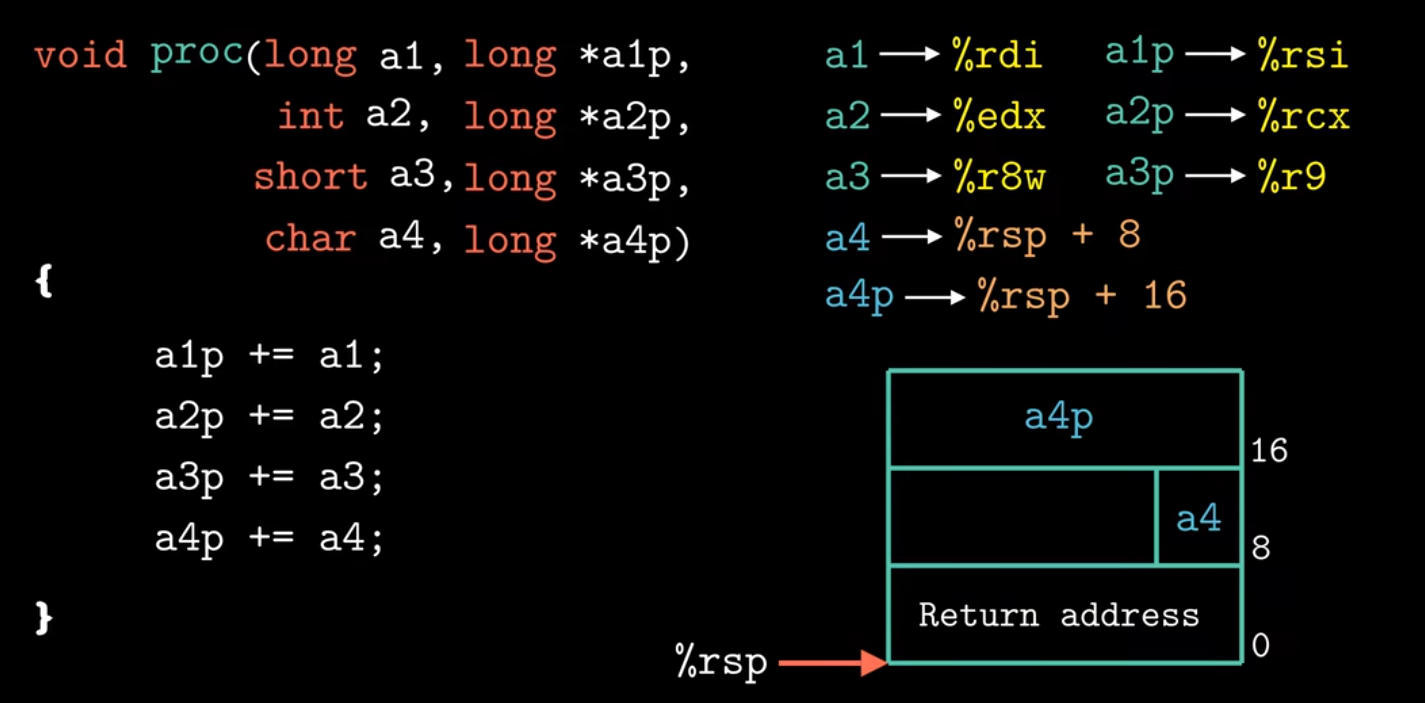 void proc(long a1, long *a1p,
int a2, long *a2p,
short a3, long *a3p,
char a4, long *a4p)
{
a1p += a1;
a2p += a2;
a3p += a3;
a4p += a4;
}
a1 → %rdi a1p → %rsi
a2 → %edx a2p → %rcx
a3 → %r8w a3p → %r9
a4 → %rsp + 8
a4p → %rsp + 16
a4p
16
a4
8
Return address
0
%rsp